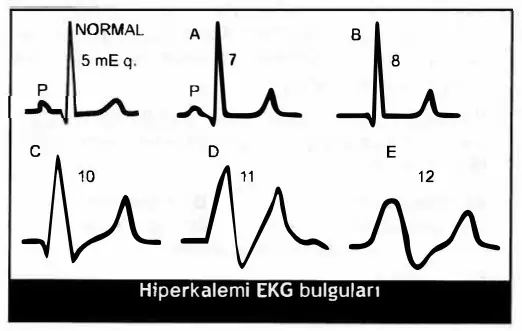 NORMAL
5 mEq.
P
A
7
P
B
8
C
10
D
11
E
12
Hiperkalemi EKG bulguları